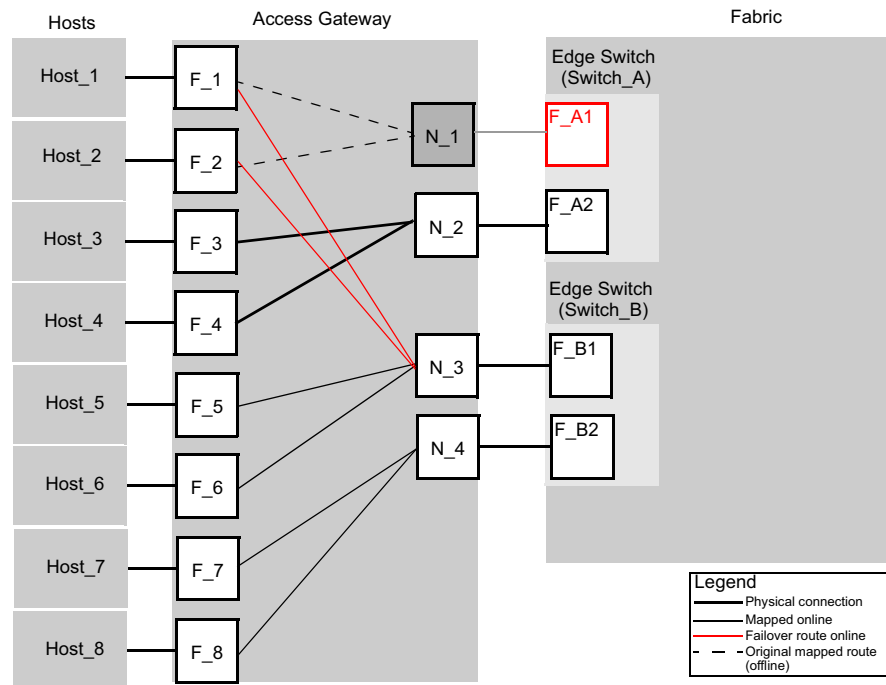 Hosts
Access Gateway
Fabric
Host_1
Host_2
Host_3
Host_4
Host_5
Host_6
Host_7
Host_8
F_1
F_2
F_3
F_4
F_5
F_6
F_7
F_8
N_1
N_2
N_3
N_4
Edge Switch
(Switch_A)
F_A1
F_A2
Edge Switch
(Switch_B)
F_B1
F_B2
Legend
Physical connection
Mapped online
Failover route online
Original mapped route
(offline)